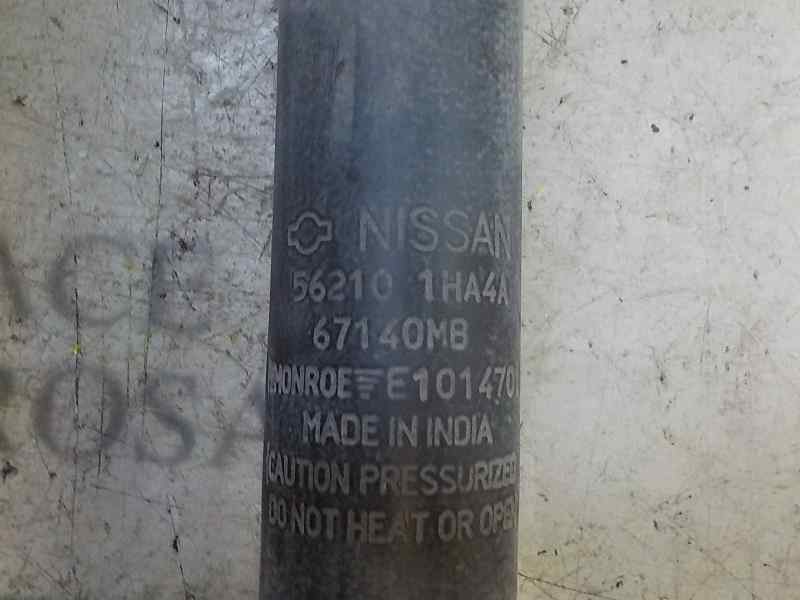 NISSAN
56210 1HA4A
67140MB
MONROE E101470
MADE IN INDIA
CAUTION PRESSURIZED
DO NOT HEAT OR OPEN